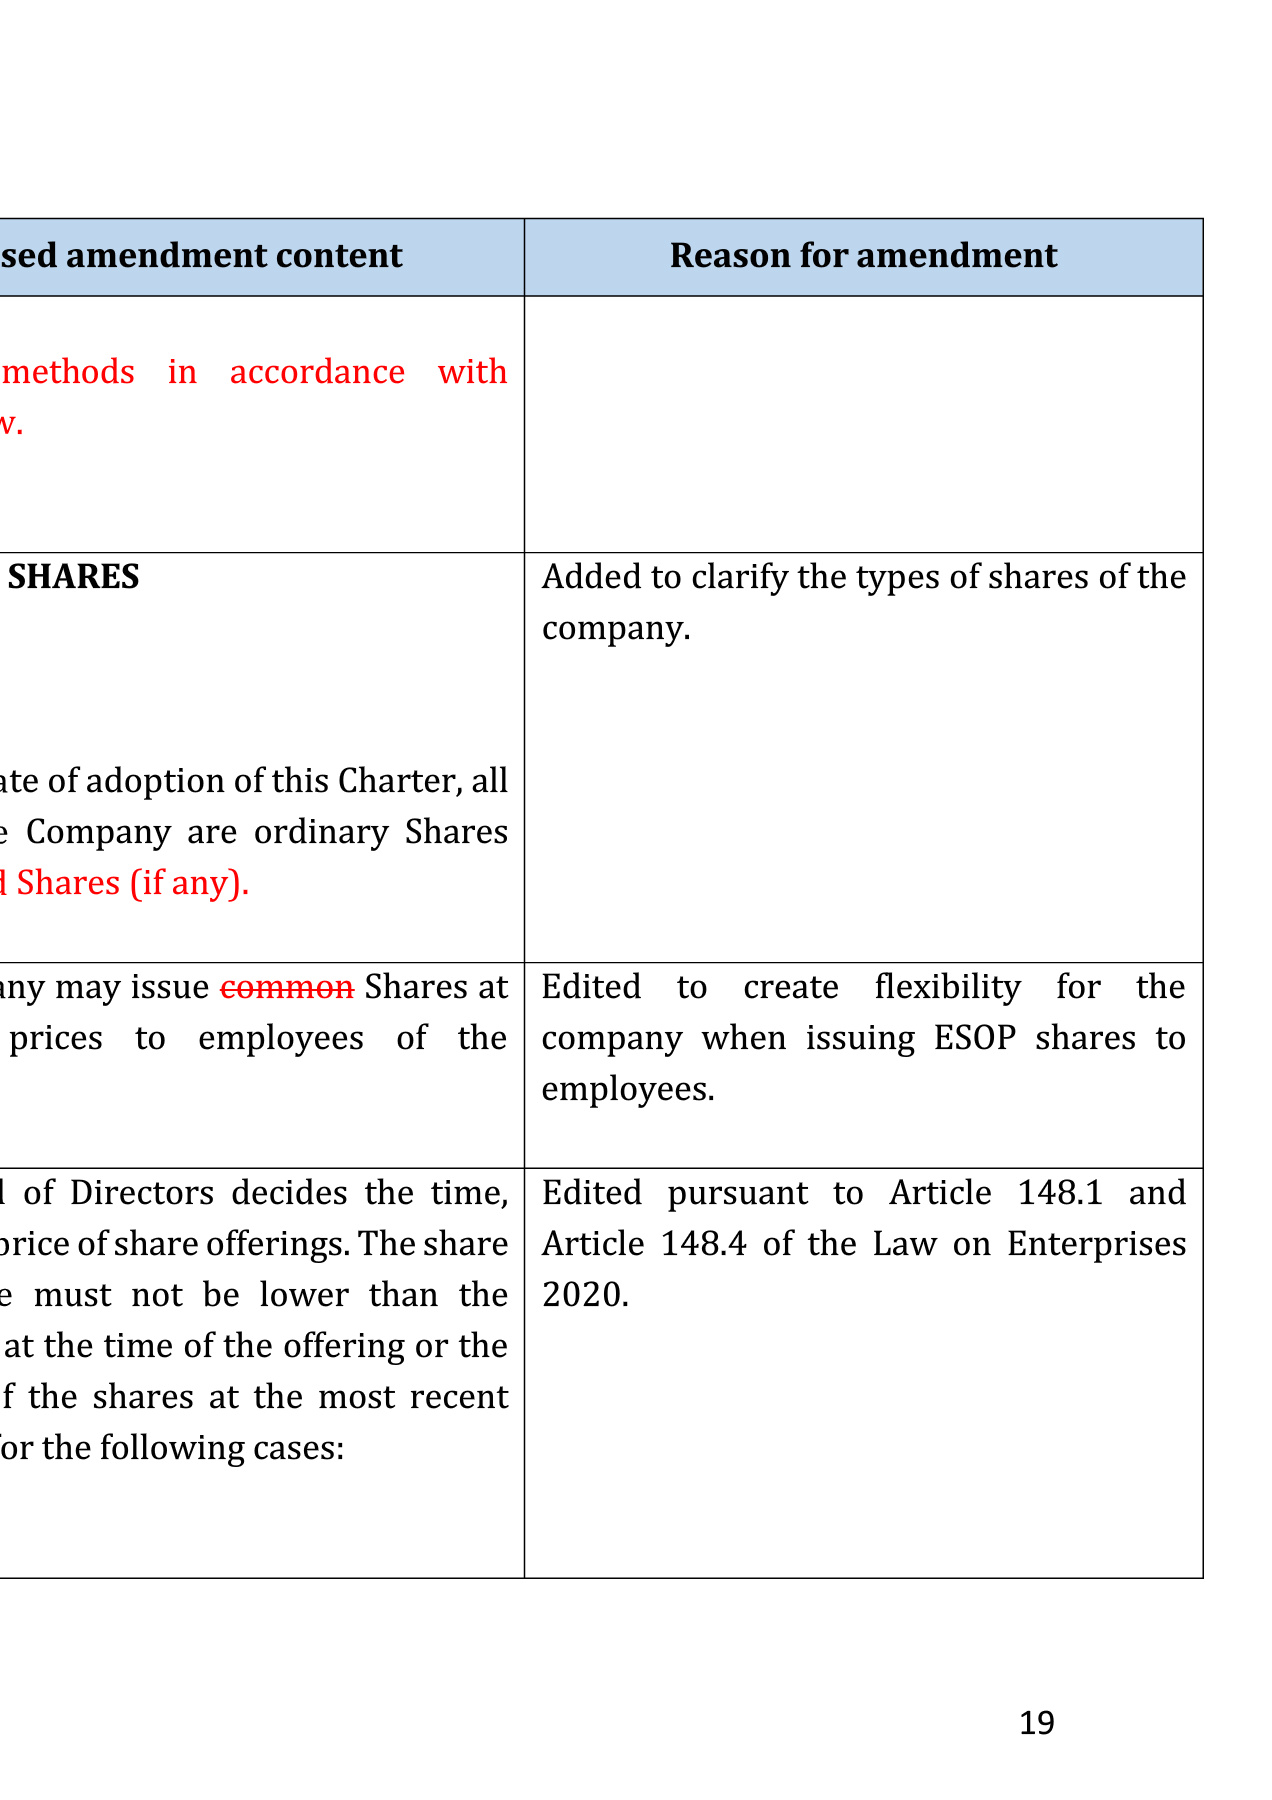 sed amendment content
Reason for amendment
methods in accordance with
w.
SHARES
ate of adoption of this Charter, all
e Company are ordinary Shares
d Shares (if any).
Added to clarify the types of shares of the
company.
any may issue common Shares at
prices to employees of the
Edited to create flexibility for the
company when issuing ESOP shares to
employees.
l of Directors decides the time,
price of share offerings. The share
e must not be lower than the
at the time of the offering or the
f the shares at the most recent
for the following cases:
Edited pursuant to Article 148.1 and
Article 148.4 of the Law on Enterprises
2020.
19